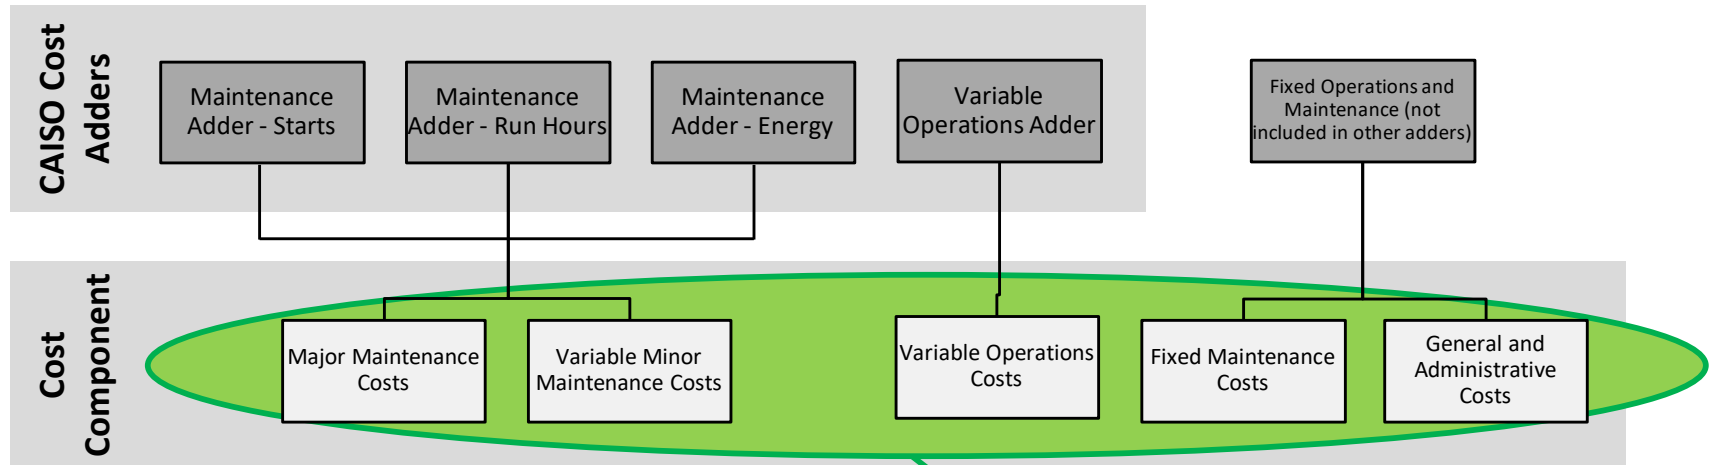 CAISO Cost
Adders
Maintenance
Adder - Starts
Maintenance
Adder - Run Hours
Maintenance
Adder - Energy
Variable
Operations Adder
Fixed Operations and
Maintenance (not
included in other adders)
Cost
Component
Major Maintenance
Costs
Variable Minor
Maintenance Costs
Variable Operations
Costs
Fixed Maintenance
Costs
General and
Administrative
Costs